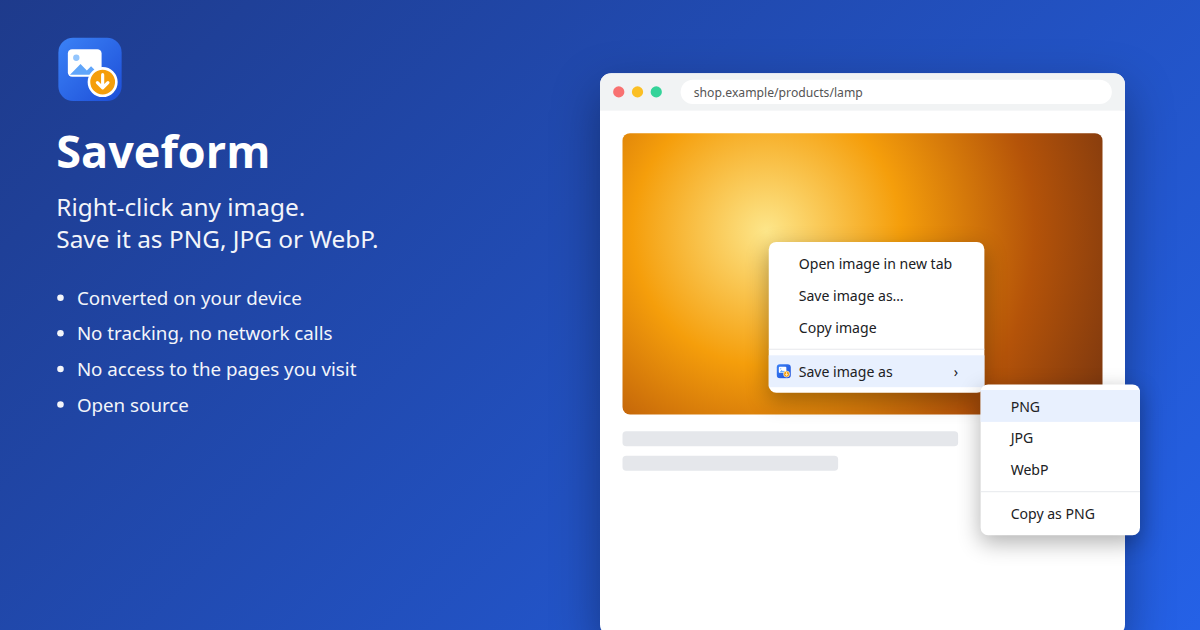 Saveform
Right-click any image.
Save it as PNG, JPG or WebP.
• Converted on your device
• No tracking, no network calls
• No access to the pages you visit
• Open source
shop.example/products/lamp
Open image in new tab
Save image as...
Copy image
Save image as ›
PNG
JPG
WebP
Copy as PNG